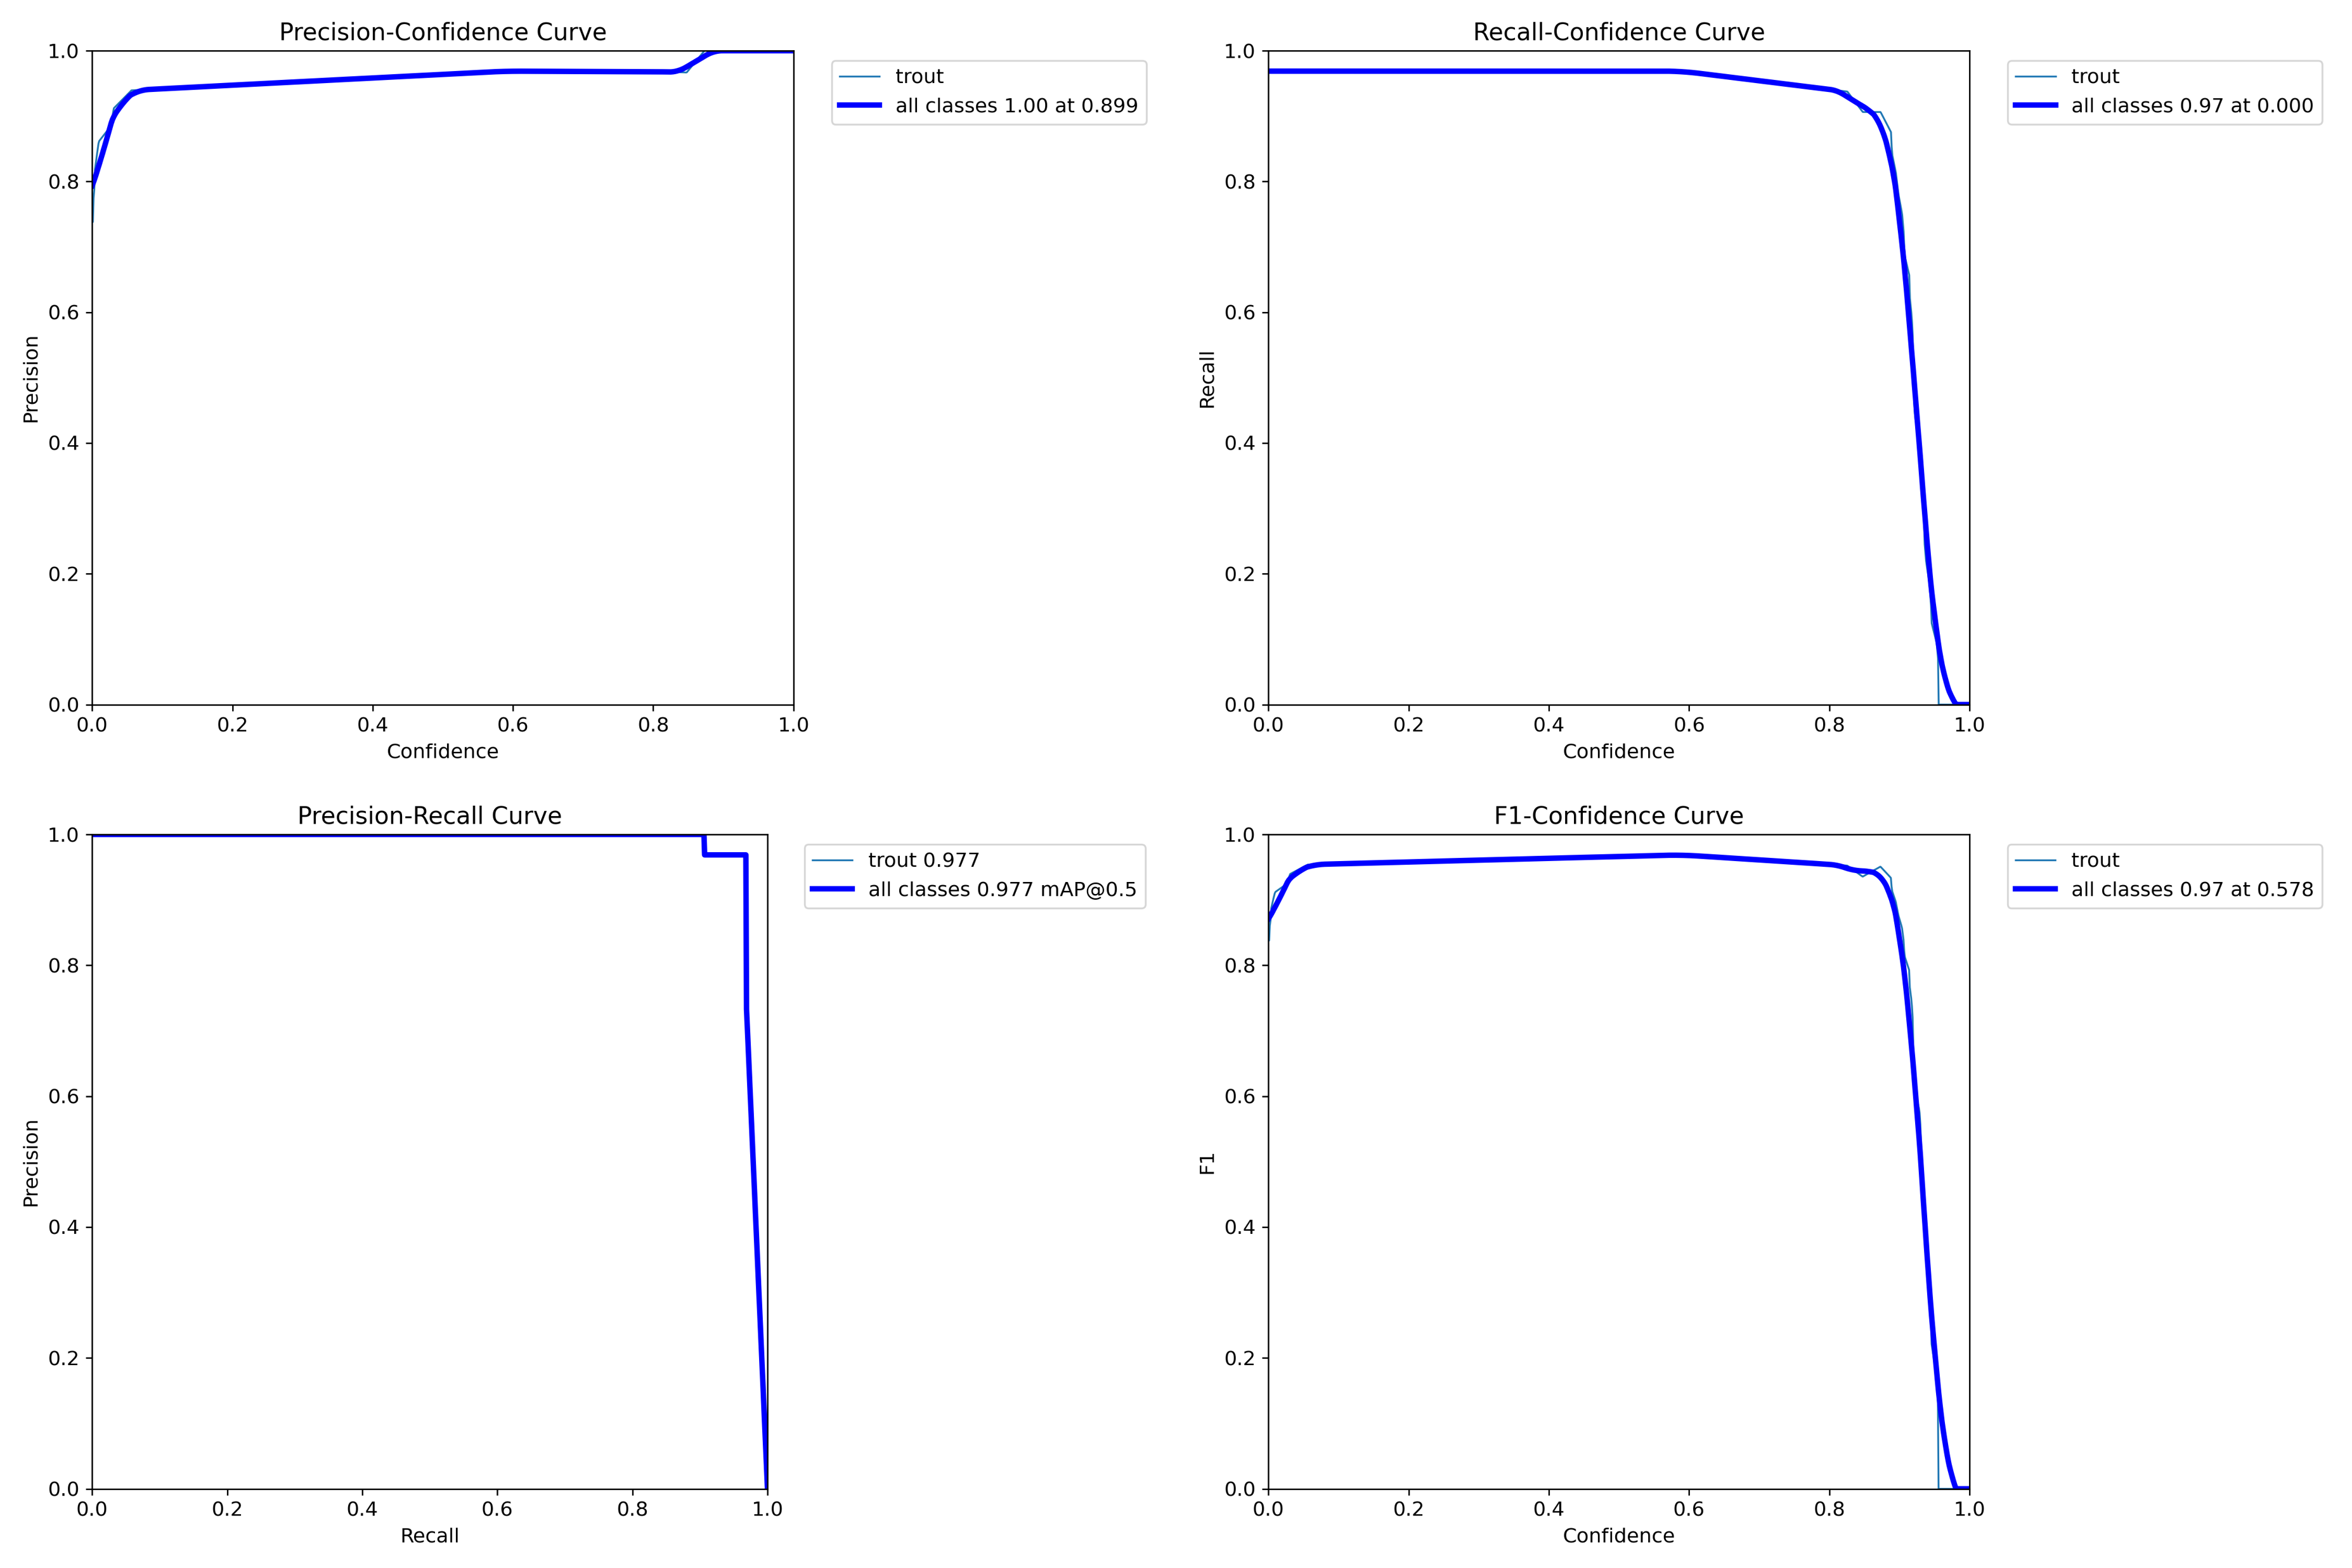 Precision-Confidence Curve
1.0
0.8
0.6
0.4
0.2
0.0
Precision
0.0 0.2 0.4 0.6 0.8 1.0
Confidence
trout
all classes 1.00 at 0.899
Recall-Confidence Curve
1.0
0.8
0.6
0.4
0.2
0.0
Recall
0.0 0.2 0.4 0.6 0.8 1.0
Confidence
trout
all classes 0.97 at 0.000
Precision-Recall Curve
1.0
0.8
0.6
0.4
0.2
0.0
Precision
0.0 0.2 0.4 0.6 0.8 1.0
Recall
trout 0.977
all classes 0.977 mAP@0.5
F1-Confidence Curve
1.0
0.8
0.6
0.4
0.2
0.0
F1
0.0 0.2 0.4 0.6 0.8 1.0
Confidence
trout
all classes 0.97 at 0.578